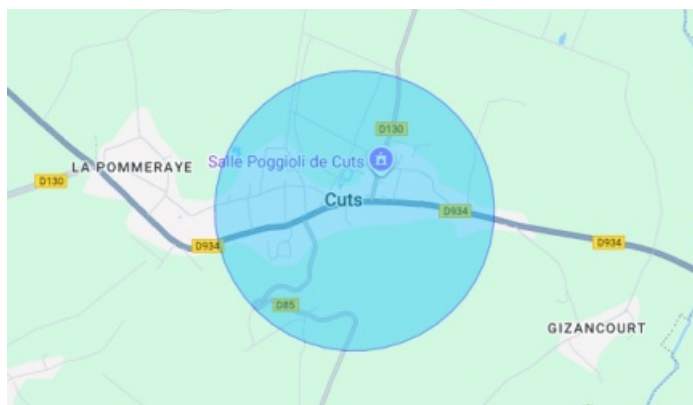 D130
Salle Poggioli de Cuts
LA POMMERAYE
D130
Cuts
D934
D934
D934
D85
GIZANCOURT